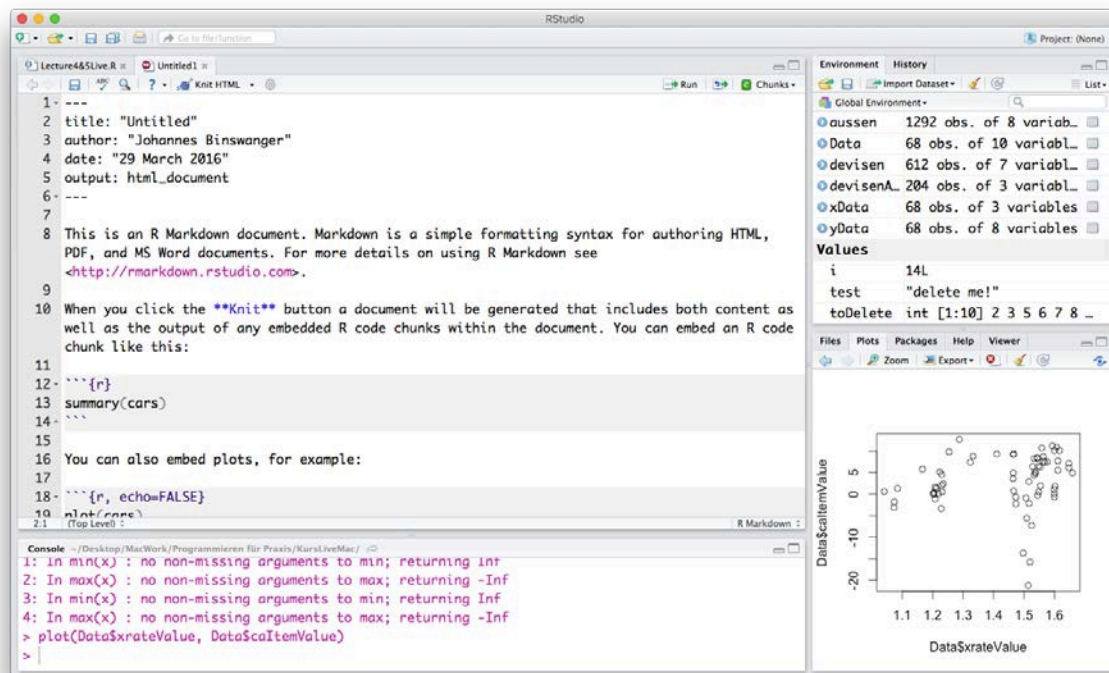 RStudio
Go to file/function
Project: (None)
Lecture4&5Live.R
Untitled1
ABC
? Knit HTML
Run
Chunks
1 ---
2 title: "Untitled"
3 author: "Johannes Binswanger"
4 date: "29 March 2016"
5 output: html_document
6 ---
7
8 This is an R Markdown document. Markdown is a simple formatting syntax for authoring HTML,
PDF, and MS Word documents. For more details on using R Markdown see
<http://rmarkdown.rstudio.com>.
9
10 When you click the **Knit** button a document will be generated that includes both content as
well as the output of any embedded R code chunks within the document. You can embed an R code
chunk like this:
11
12 ```{r}
13 summary(cars)
14 ```
15
16 You can also embed plots, for example:
17
18 ```{r, echo=FALSE}
19 plot(cars)
2:1 (Top Level)
R Markdown
Console ~/Desktop/MacWork/Programmieren für Praxis/KursLiveMac/
1: In min(x) : no non-missing arguments to min; returning Inf
2: In max(x) : no non-missing arguments to max; returning -Inf
3: In min(x) : no non-missing arguments to min; returning Inf
4: In max(x) : no non-missing arguments to max; returning -Inf
> plot(Data$xrateValue, Data$caItemValue)
>
Environment History
Import Dataset
List
Global Environment
aussen 1292 obs. of 8 variab…
Data 68 obs. of 10 variabl…
devisen 612 obs. of 7 variabl…
devisenA… 204 obs. of 3 variabl…
xData 68 obs. of 3 variables
yData 68 obs. of 8 variables
Values
i 14L
test "delete me!"
toDelete int [1:10] 2 3 5 6 7 8 …
Files Plots Packages Help Viewer
Zoom Export
Data$caItemValue
5
0
-10
-20
1.1 1.2 1.3 1.4 1.5 1.6
Data$xrateValue